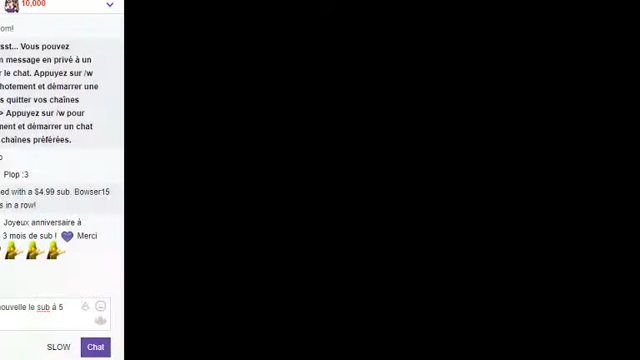 10,000
om!
sst... Vous pouvez
n message en privé à un
r le chat. Appuyez sur /w
hotement et démarrer une
s quitter vos chaînes
> Appuyez sur /w pour
ment et démarrer un chat
chaînes préférées.
o
Plop :3
ed with a $4.99 sub. Bowser15
s in a row!
Joyeux anniversaire à
3 mois de sub ! Merci
ouvelle le sub à 5
SLOW
Chat